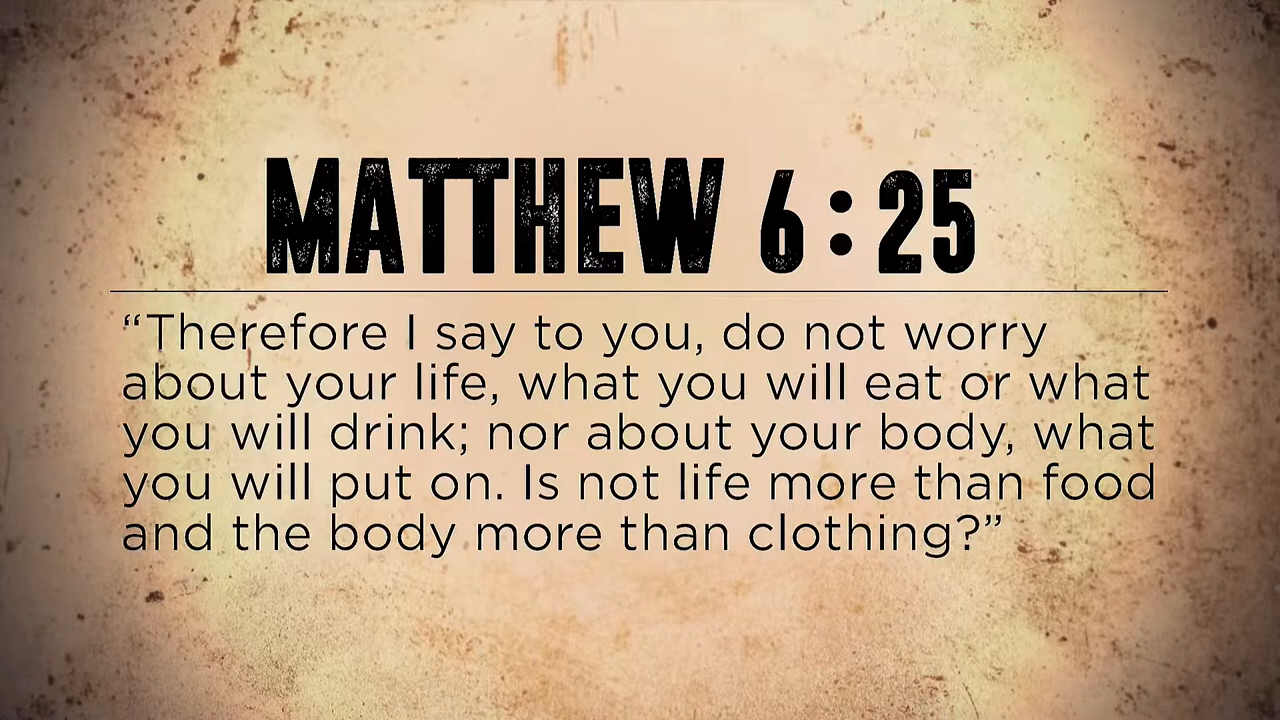 MATTHEW 6:25
“Therefore I say to you, do not worry
about your life, what you will eat or what
you will drink; nor about your body, what
you will put on. Is not life more than food
and the body more than clothing?”